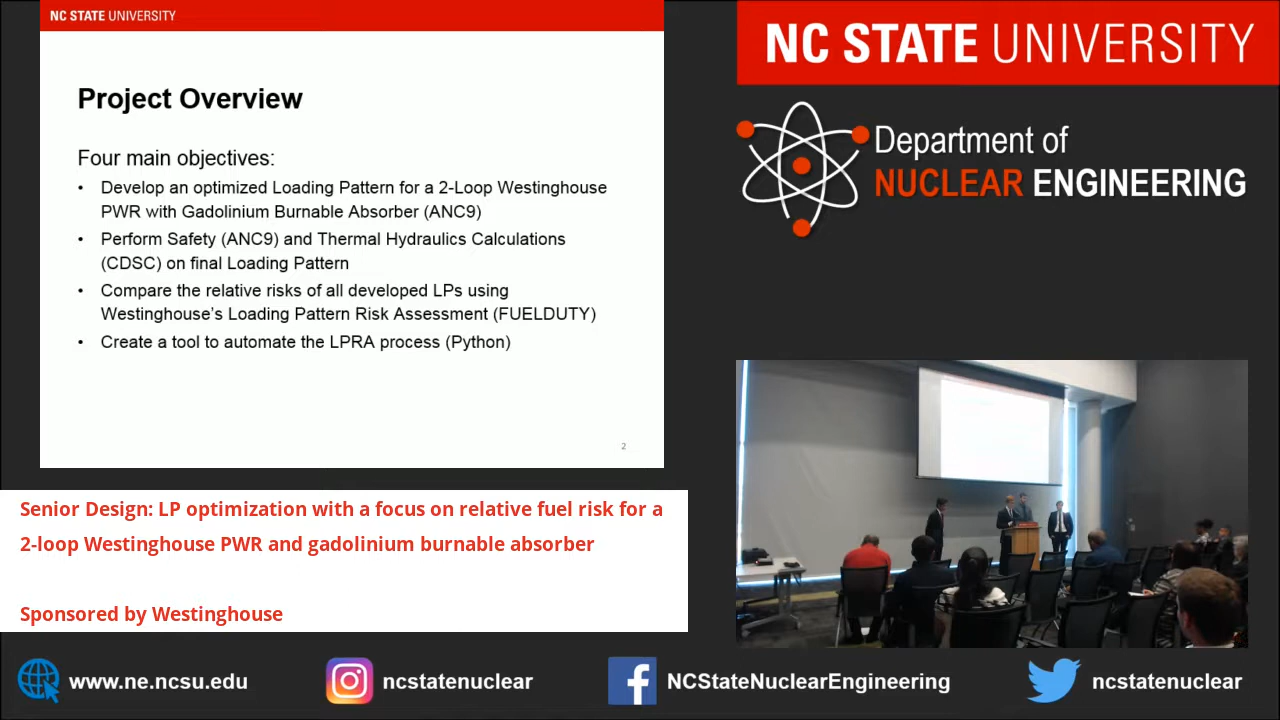 NC STATE UNIVERSITY
Project Overview
Four main objectives:
• Develop an optimized Loading Pattern for a 2-Loop Westinghouse
PWR with Gadolinium Burnable Absorber (ANC9)
• Perform Safety (ANC9) and Thermal Hydraulics Calculations
(CDSC) on final Loading Pattern
• Compare the relative risks of all developed LPs using
Westinghouse's Loading Pattern Risk Assessment (FUELDUTY)
• Create a tool to automate the LPRA process (Python)
2
NC STATE UNIVERSITY
Department of
NUCLEAR ENGINEERING
Senior Design: LP optimization with a focus on relative fuel risk for a
2-loop Westinghouse PWR and gadolinium burnable absorber
Sponsored by Westinghouse
www.ne.ncsu.edu
ncstatenuclear
NCStateNuclearEngineering
ncstatenuclear